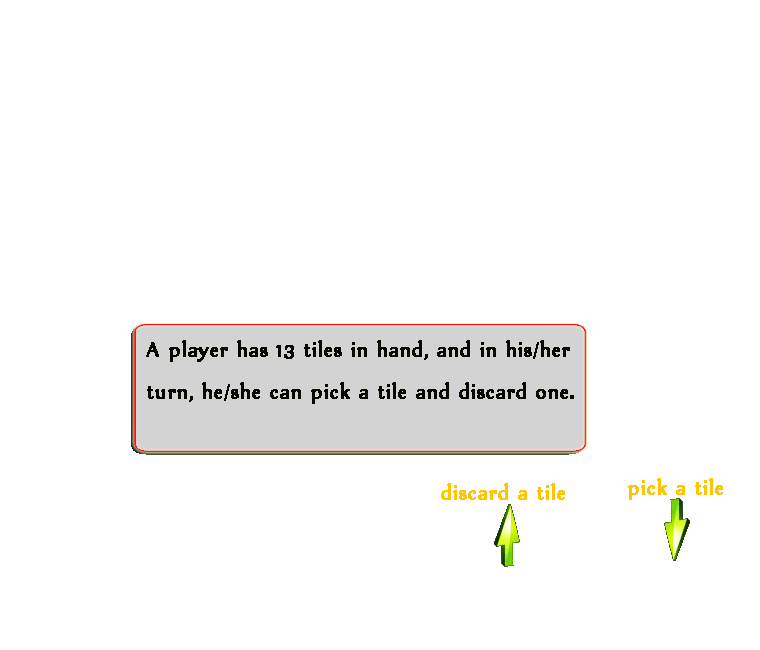 A player has 13 tiles in hand, and in his/her
turn, he/she can pick a tile and discard one.
discard a tile
pick a tile